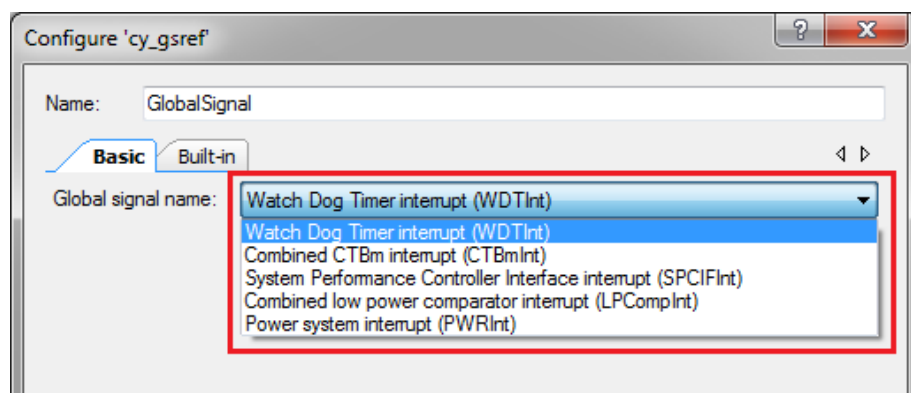 Configure 'cy_gsref'
Name: GlobalSignal
Basic Built-in
Global signal name: Watch Dog Timer interrupt (WDTInt)
Watch Dog Timer interrupt (WDTInt)
Combined CTBm interrupt (CTBmInt)
System Performance Controller Interface interrupt (SPCIFInt)
Combined low power comparator interrupt (LPCompInt)
Power system interrupt (PWRInt)